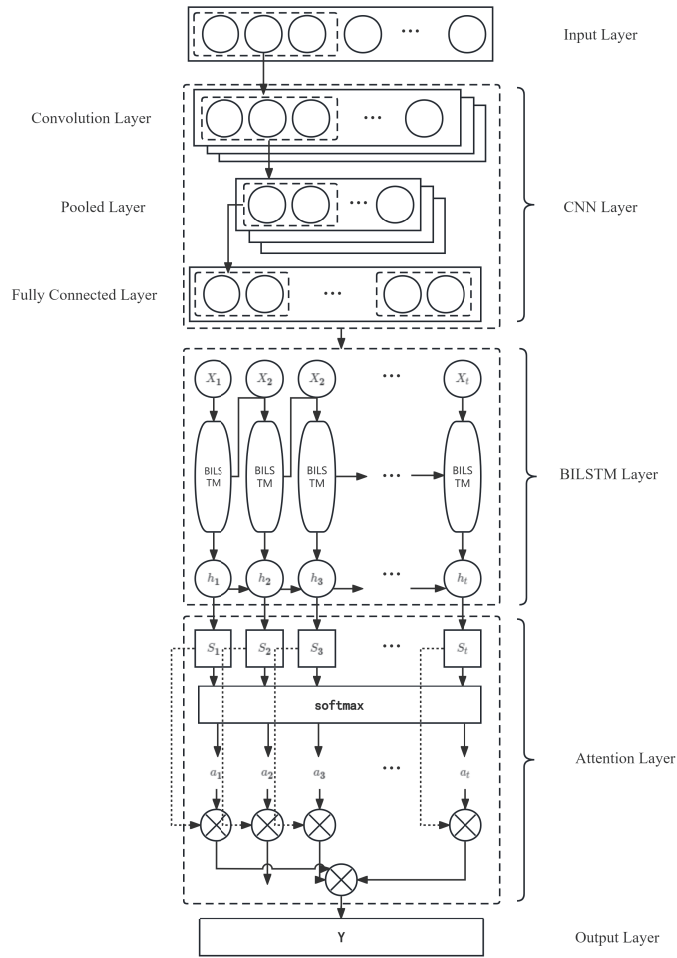 ... Input Layer
Convolution Layer ...
Pooled Layer ... CNN Layer
Fully Connected Layer ...
X₁ X₂ X₂ ... Xₜ
BILS BILS BILS BILS
TM TM TM ... TM
BILSTM Layer
h₁ h₂ h₃ ... hₜ
S₁ S₂ S₃ ... Sₜ
softmax
a₁ a₂ a₃ ... aₜ
Attention Layer
Y Output Layer